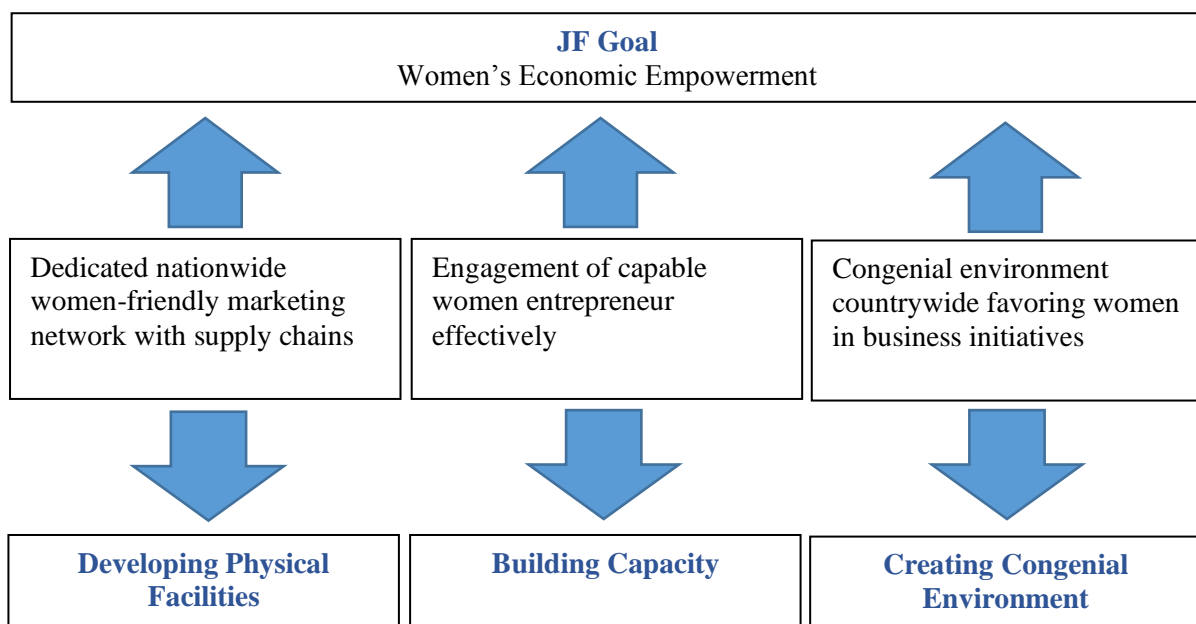 JF Goal
Women’s Economic Empowerment
Dedicated nationwide
women-friendly marketing
network with supply chains
Engagement of capable
women entrepreneur
effectively
Congenial environment
countrywide favoring women
in business initiatives
Developing Physical
Facilities
Building Capacity
Creating Congenial
Environment